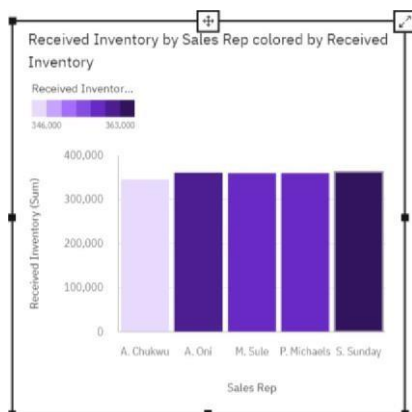 Received Inventory by Sales Rep colored by Received
Inventory
Received Inventor...
346,000 363,000
400,000
300,000
200,000
100,000
0
Received Inventory (Sum)
A. Chukwu A. Oni M. Sule P. Michaels S. Sunday
Sales Rep